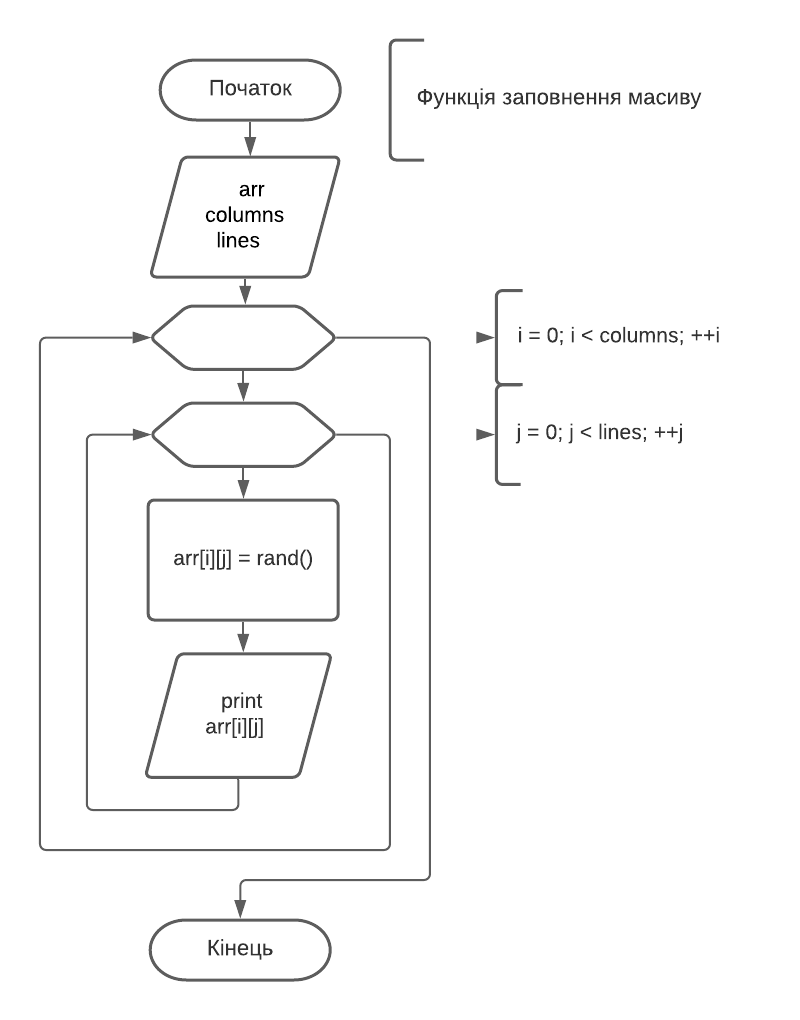 Початок
Функція заповнення масиву
arr
columns
lines
i = 0; i < columns; ++i
j = 0; j < lines; ++j
arr[i][j] = rand()
print
arr[i][j]
Кінець